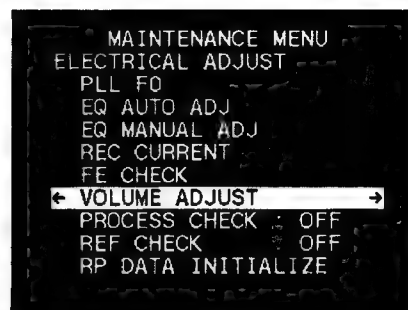 MAINTENANCE MENU
ELECTRICAL ADJUST
PLL FO
EQ AUTO ADJ
EQ MANUAL ADJ
REC CURRENT
FE CHECK
← VOLUME ADJUST →
PROCESS CHECK : OFF
REF CHECK : OFF
RP DATA INITIALIZE